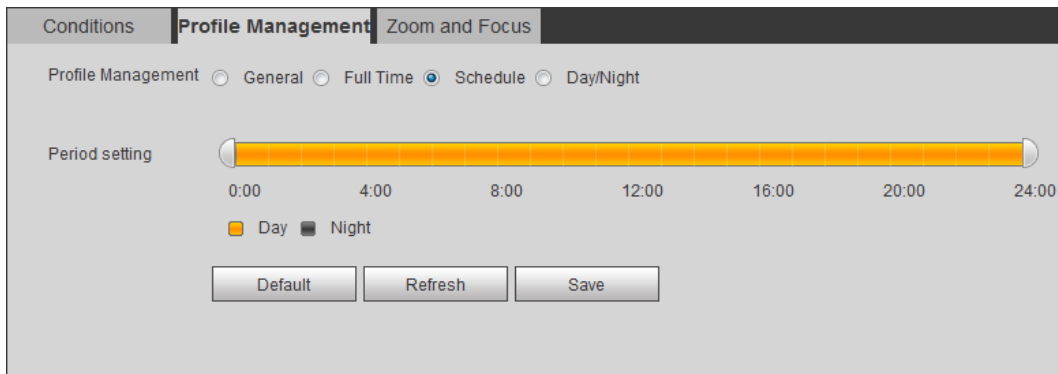 Conditions Profile Management Zoom and Focus
Profile Management General Full Time Schedule Day/Night
Period setting
0:00 4:00 8:00 12:00 16:00 20:00 24:00
Day Night
Default Refresh Save